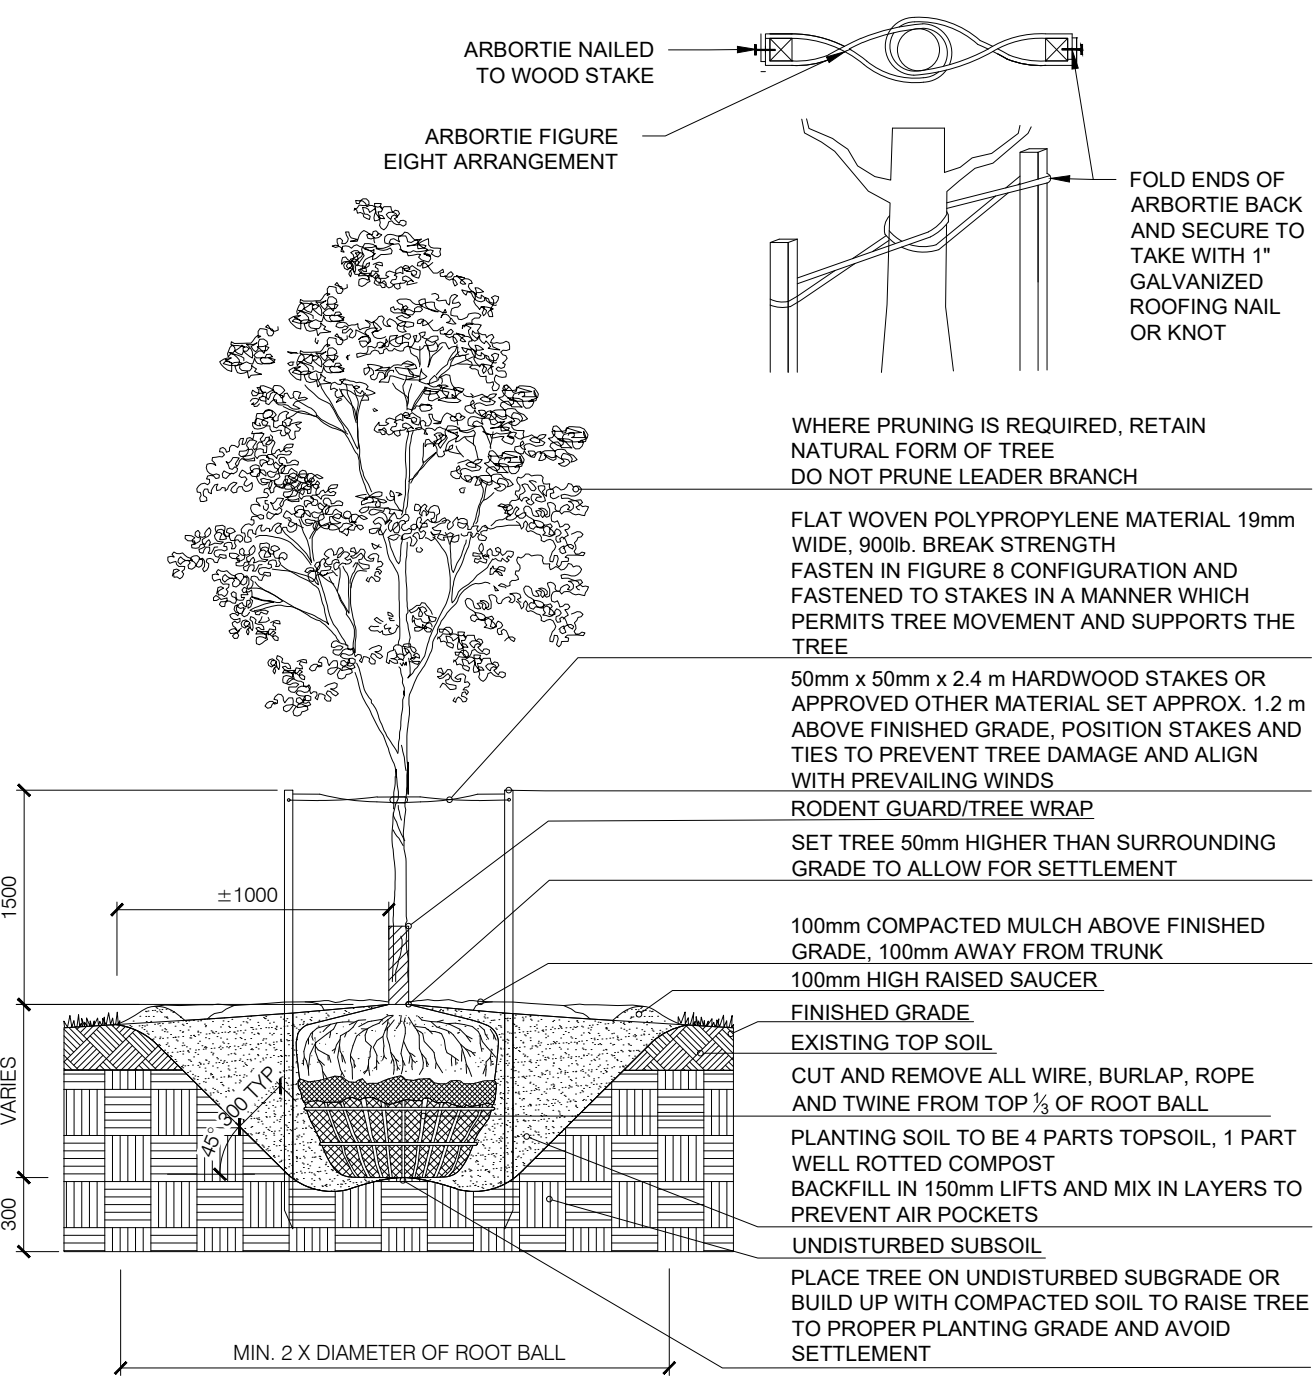 ARBORTIE NAILED
TO WOOD STAKE
ARBORTIE FIGURE
EIGHT ARRANGEMENT
FOLD ENDS OF
ARBORTIE BACK
AND SECURE TO
TAKE WITH 1"
GALVANIZED
ROOFING NAIL
OR KNOT
WHERE PRUNING IS REQUIRED, RETAIN
NATURAL FORM OF TREE
DO NOT PRUNE LEADER BRANCH
FLAT WOVEN POLYPROPYLENE MATERIAL 19mm
WIDE, 900lb. BREAK STRENGTH
FASTEN IN FIGURE 8 CONFIGURATION AND
FASTENED TO STAKES IN A MANNER WHICH
PERMITS TREE MOVEMENT AND SUPPORTS THE
TREE
50mm x 50mm x 2.4 m HARDWOOD STAKES OR
APPROVED OTHER MATERIAL SET APPROX. 1.2 m
ABOVE FINISHED GRADE, POSITION STAKES AND
TIES TO PREVENT TREE DAMAGE AND ALIGN
WITH PREVAILING WINDS
RODENT GUARD/TREE WRAP
SET TREE 50mm HIGHER THAN SURROUNDING
GRADE TO ALLOW FOR SETTLEMENT
100mm COMPACTED MULCH ABOVE FINISHED
GRADE, 100mm AWAY FROM TRUNK
100mm HIGH RAISED SAUCER
FINISHED GRADE
EXISTING TOP SOIL
CUT AND REMOVE ALL WIRE, BURLAP, ROPE
AND TWINE FROM TOP ⅓ OF ROOT BALL
PLANTING SOIL TO BE 4 PARTS TOPSOIL, 1 PART
WELL ROTTED COMPOST
BACKFILL IN 150mm LIFTS AND MIX IN LAYERS TO
PREVENT AIR POCKETS
UNDISTURBED SUBSOIL
PLACE TREE ON UNDISTURBED SUBGRADE OR
BUILD UP WITH COMPACTED SOIL TO RAISE TREE
TO PROPER PLANTING GRADE AND AVOID
SETTLEMENT
1500
±1000
VARIES
300 TYP
45°
300
MIN. 2 X DIAMETER OF ROOT BALL